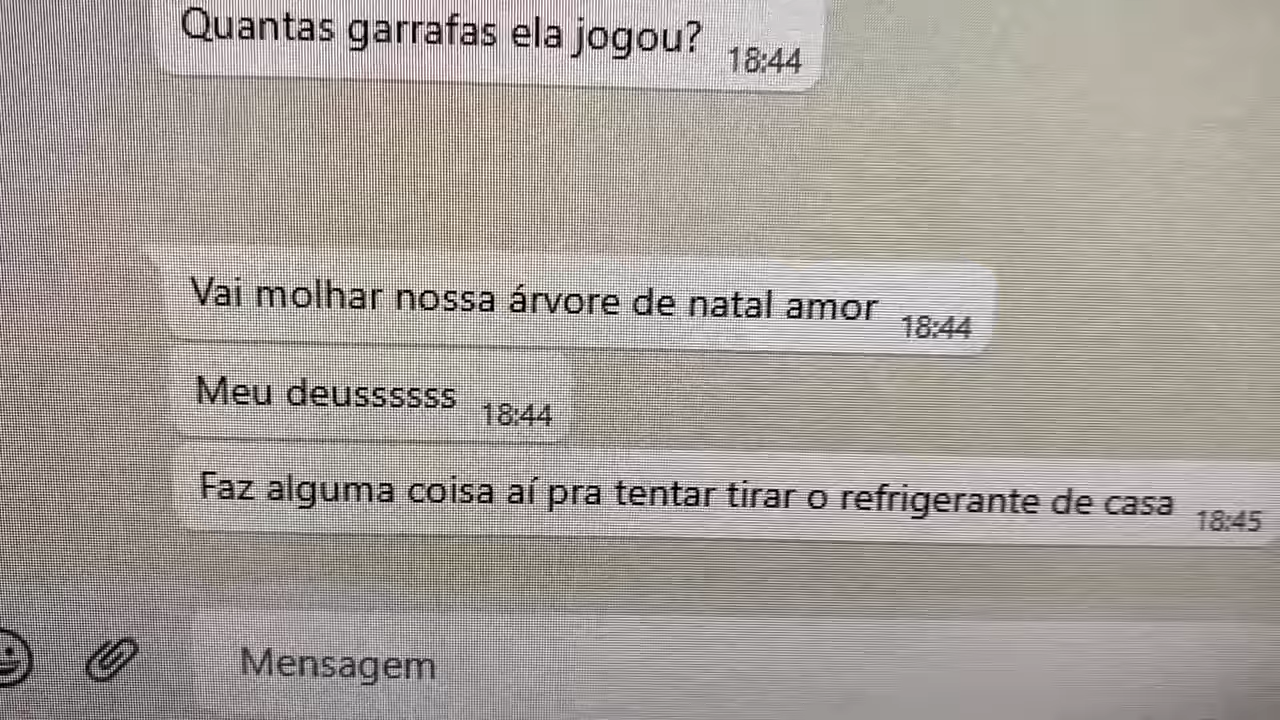 Quantas garrafas ela jogou? 18:44
Vai molhar nossa árvore de natal amor 18:44
Meu deussssss 18:44
Faz alguma coisa aí pra tentar tirar o refrigerante de casa 18:45
Mensagem